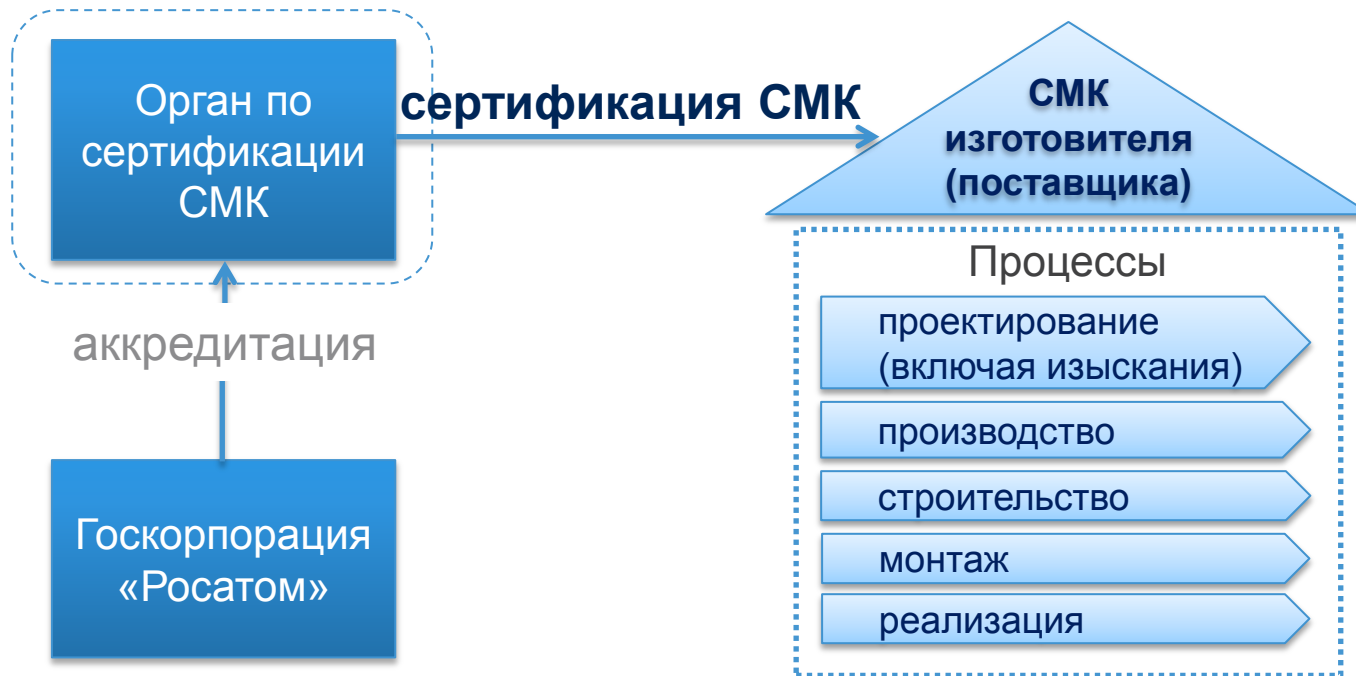 Орган по
сертификации
СМК
сертификация СМК
СМК
изготовителя
(поставщика)
аккредитация
Госкорпорация
«Росатом»
Процессы
проектирование
(включая изыскания)
производство
строительство
монтаж
реализация